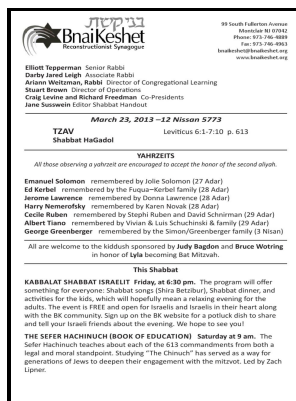 בני קשת
BnaiKeshet
Reconstructionist Synagogue
99 South Fullerton Avenue
Montclair NJ 07042
Phone: 973-746-4889
Fax: 973-746-4963
bnaikeshet@bnaikeshet.org
www.bnaikeshet.org
Elliott Tepperman Senior Rabbi
Darby Jared Leigh Associate Rabbi
Ariann Weitzman, Rabbi Director of Congregational Learning
Stuart Brown Director of Operations
Craig Levine and Richard Freedman Co-Presidents
Jane Susswein Editor Shabbat Handout
March 23, 2013 –12 Nissan 5773
TZAV Leviticus 6:1-7:10 p. 613
Shabbat HaGadol
YAHRZEITS
All those observing a yahrzeit are encouraged to accept the honor of the second aliyah.
Emanuel Solomon remembered by Jolie Solomon (27 Adar)
Ed Kerbel remembered by the Fuqua–Kerbel family (28 Adar)
Jerome Lawrence remembered by Donna Lawrence (28 Adar)
Harry Nemerofsky remembered by Karen Novak (28 Adar)
Cecile Ruben remembered by Stephi Ruben and David Schnirman (29 Adar)
Albert Tiano remembered by Vivian & Luis Schuchinski & family (29 Adar)
George Greenberger remembered by the Simon/Greenberger family (3 Nisan)
All are welcome to the kiddush sponsored by Judy Bagdon and Bruce Wotring
in honor of Lyla becoming Bat Mitzvah.
This Shabbat
KABBALAT SHABBAT ISRAELIT Friday, at 6:30 pm. The program will offer
something for everyone: Shabbat songs (Shira Betzibur), Shabbat dinner, and
activities for the kids, which will hopefully mean a relaxing evening for the
adults. The event is FREE and open for Israelis and Israelis in their heart along
with the BK community. Sign up on the BK website for a potluck dish to share
and tell your Israeli friends about the evening. We hope to see you!
THE SEFER HACHINUCH (BOOK OF EDUCATION) Saturday at 9 am. The
Sefer Hachinuch teaches about each of the 613 commandments from both a
legal and moral standpoint. Studying "The Chinuch" has served as a way for
generations of Jews to deepen their engagement with the mitzvot. Led by Zach
Lipner.